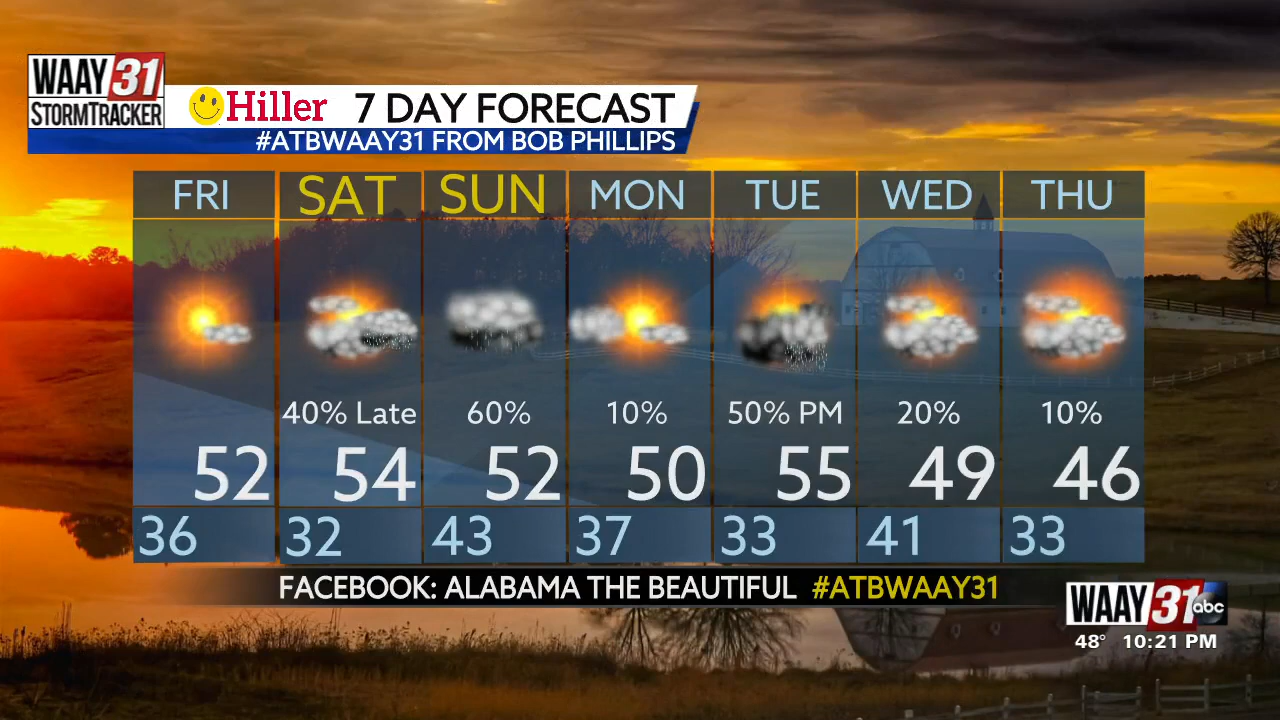 WAAY 31
STORMTRACKER
Hiller 7 DAY FORECAST
#ATBWAAY31 FROM BOB PHILLIPS
FRI SAT SUN MON TUE WED THU
40% Late 60% 10% 50% PM 20% 10%
52 54 52 50 55 49 46
36 32 43 37 33 41 33
FACEBOOK: ALABAMA THE BEAUTIFUL #ATBWAAY31
WAAY 31 abc
48° 10:21 PM